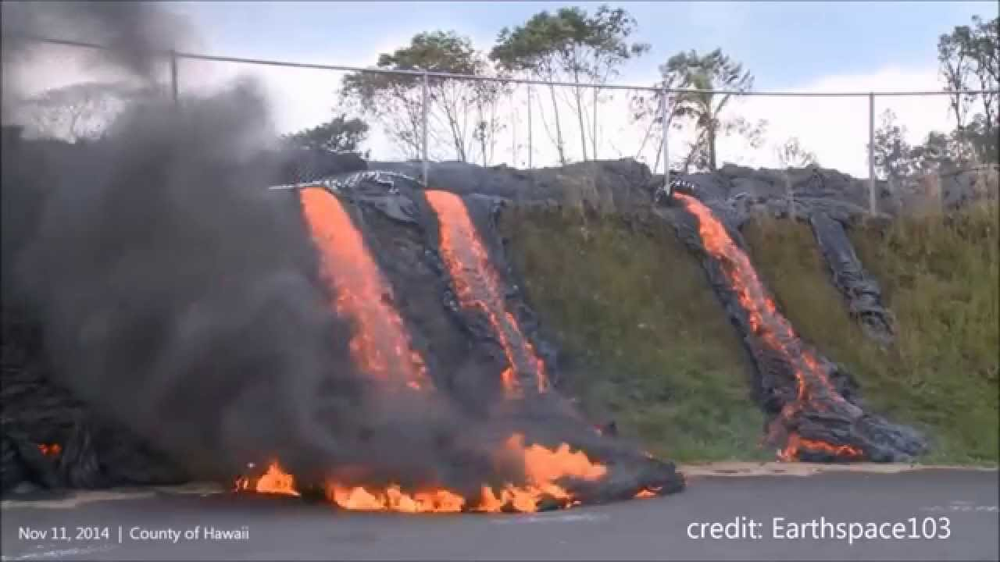 Nov 11, 2014 | County of Hawaii
credit: Earthspace103